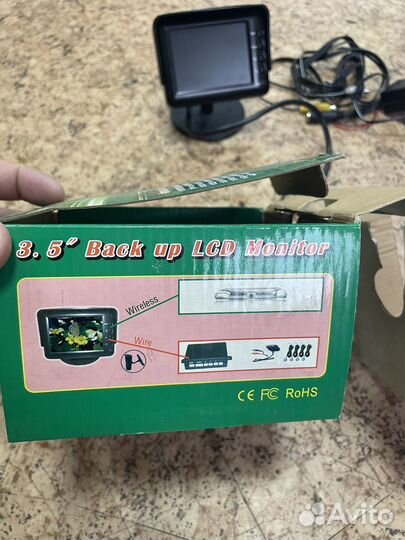 3.5" Back up LCD Monitor
Wireless
Wire
CE FC RoHS
Avito